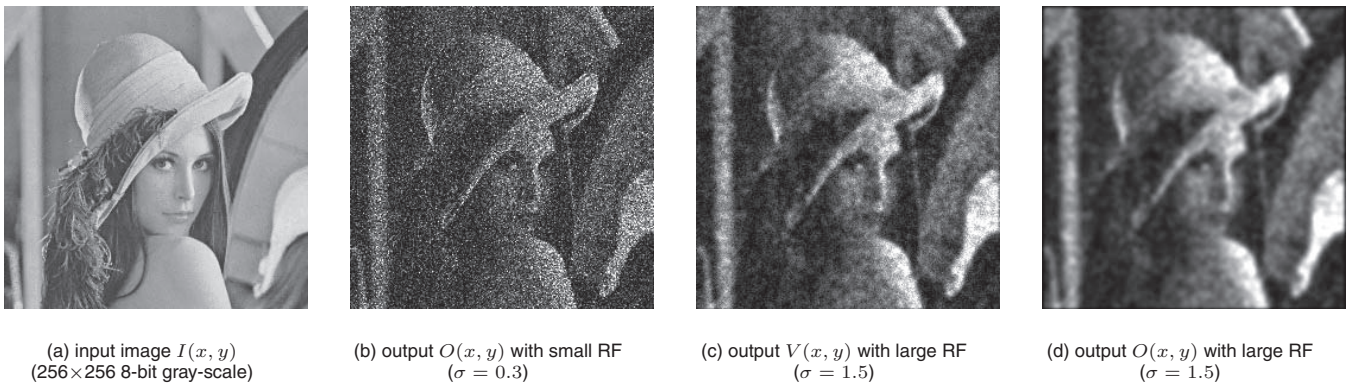 (a) input image I(x, y)
(256×256 8-bit gray-scale)
(b) output O(x, y) with small RF
(σ = 0.3)
(c) output V(x, y) with large RF
(σ = 1.5)
(d) output O(x, y) with large RF
(σ = 1.5)